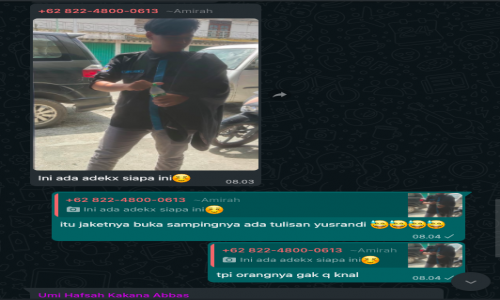 +62 822-4800-0613 ~Amirah
Ini ada adekx siapa ini😥
08.03
+62 822-4800-0613 ~Amirah
Ini ada adekx siapa ini😥
itu jaketnya buka sampingnya ada tulisan yusrandi 😅😅😅😅
08.04
+62 822-4800-0613 ~Amirah
Ini ada adekx siapa ini😥
tpi orangnya gak q knal
08.04
Umi Hafsah Kakana Abbas